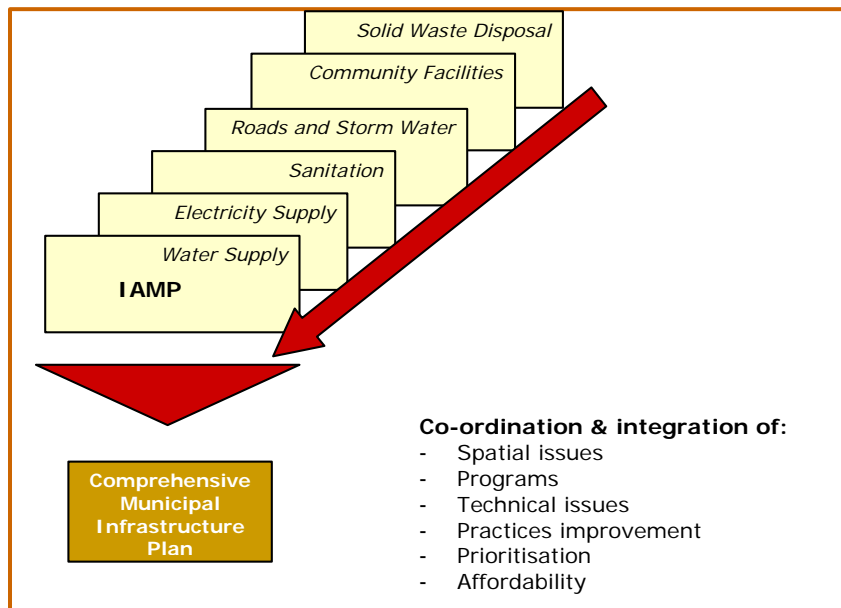 Solid Waste Disposal
Community Facilities
Roads and Storm Water
Sanitation
Electricity Supply
Water Supply
IAMP
Comprehensive
Municipal
Infrastructure
Plan
Co-ordination & integration of:
- Spatial issues
- Programs
- Technical issues
- Practices improvement
- Prioritisation
- Affordability